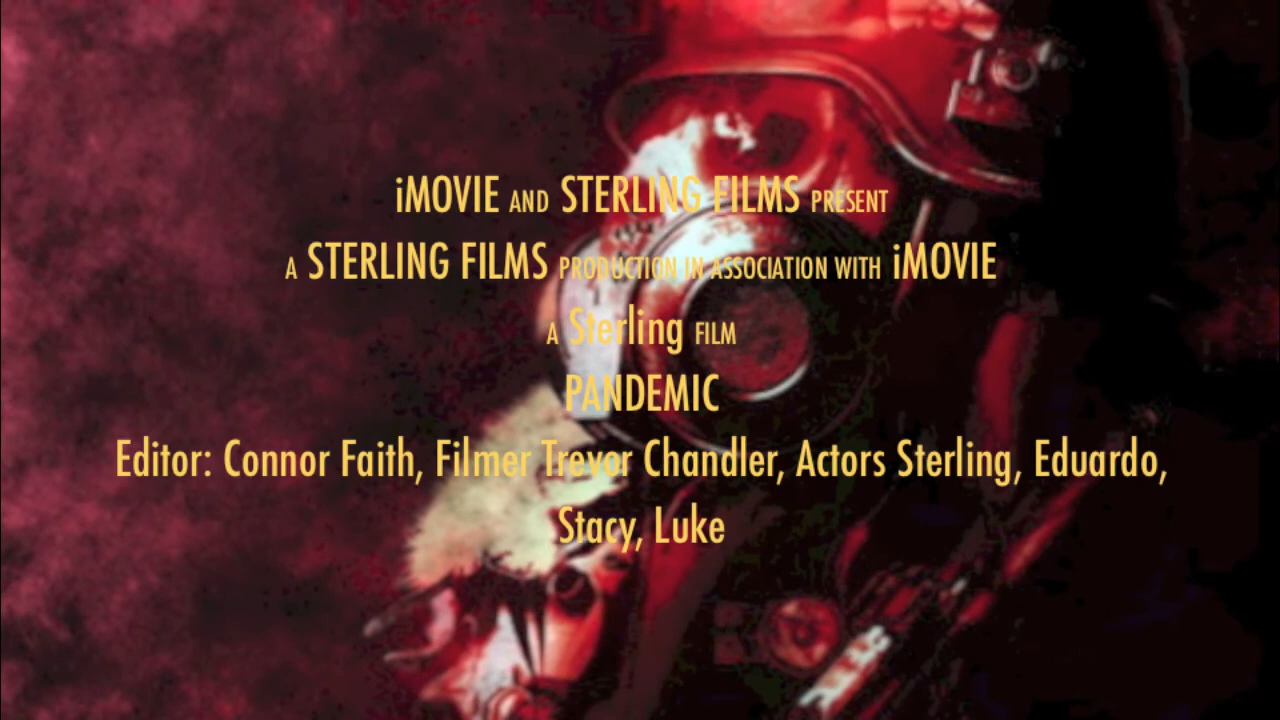 iMOVIE AND STERLING FILMS PRESENT
A STERLING FILMS PRODUCTION IN ASSOCIATION WITH iMOVIE
A Sterling FILM
PANDEMIC
Editor: Connor Faith, Filmer Trevor Chandler, Actors Sterling, Eduardo,
Stacy, Luke